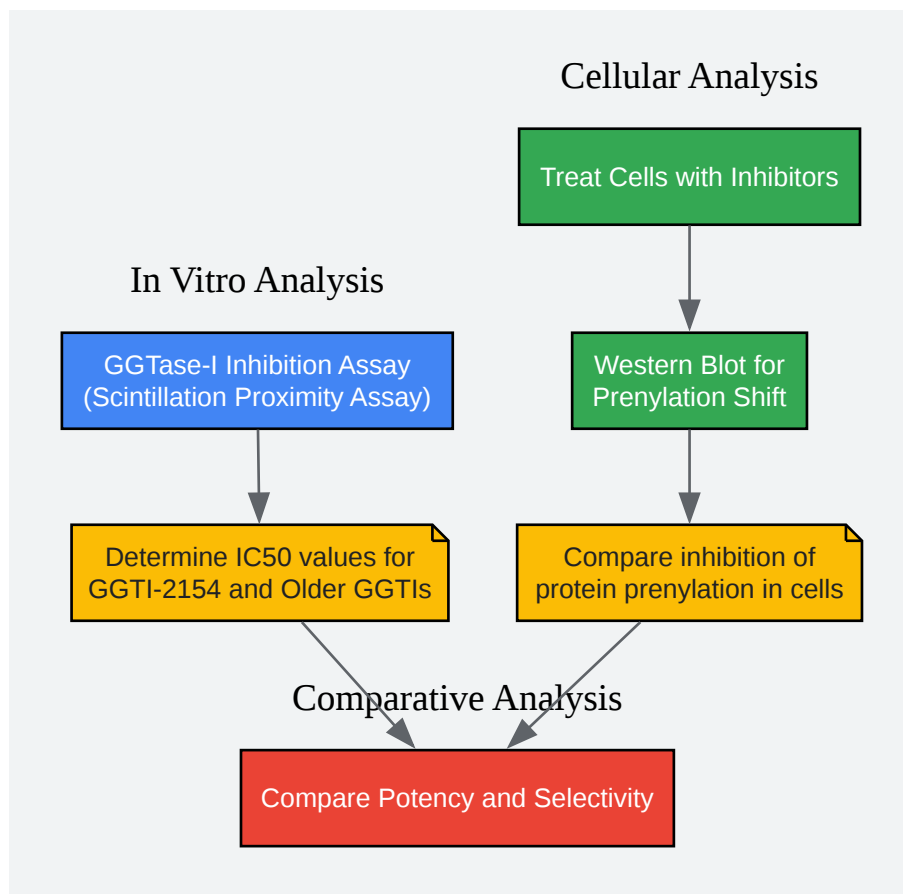 Cellular Analysis
Treat Cells with Inhibitors
In Vitro Analysis
GGTase-I Inhibition Assay
(Scintillation Proximity Assay)
Western Blot for
Prenylation Shift
Determine IC50 values for
GGTI-2154 and Older GGTIs
Compare inhibition of
protein prenylation in cells
Comparative Analysis
Compare Potency and Selectivity